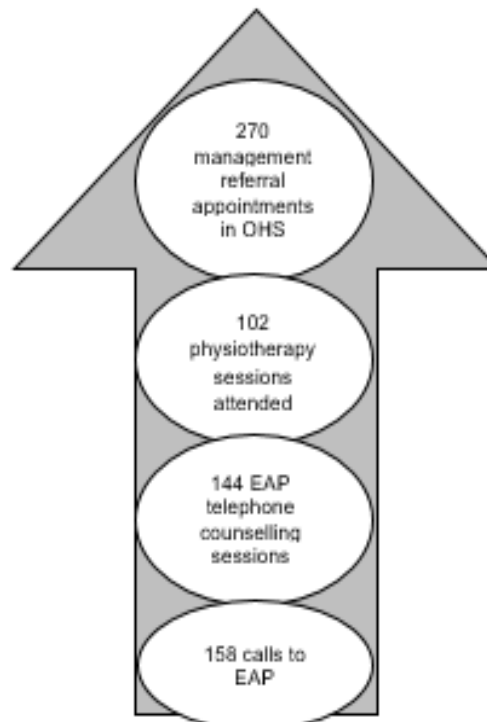 270
management
referral
appointments
in OHS
102
physiotherapy
sessions
attended
144 EAP
telephone
counselling
sessions
158 calls to
EAP